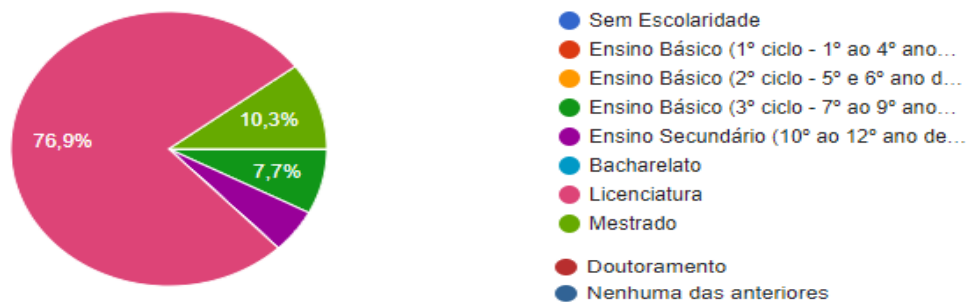 76,9%
10,3%
7,7%
Sem Escolaridade
Ensino Básico (1º ciclo - 1º ao 4º ano...
Ensino Básico (2º ciclo - 5º e 6º ano d...
Ensino Básico (3º ciclo - 7º ao 9º ano...
Ensino Secundário (10º ao 12º ano de...
Bacharelato
Licenciatura
Mestrado
Doutoramento
Nenhuma das anteriores